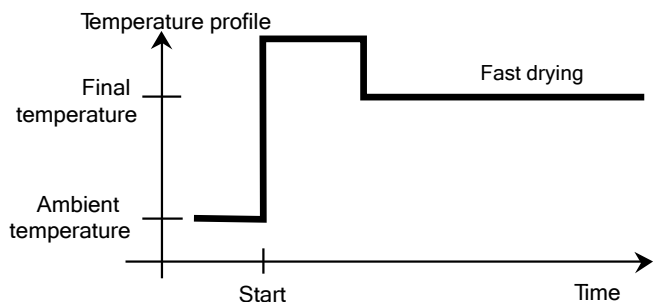 Temperature profile
Final
temperature
Fast drying
Ambient
temperature
Start
Time